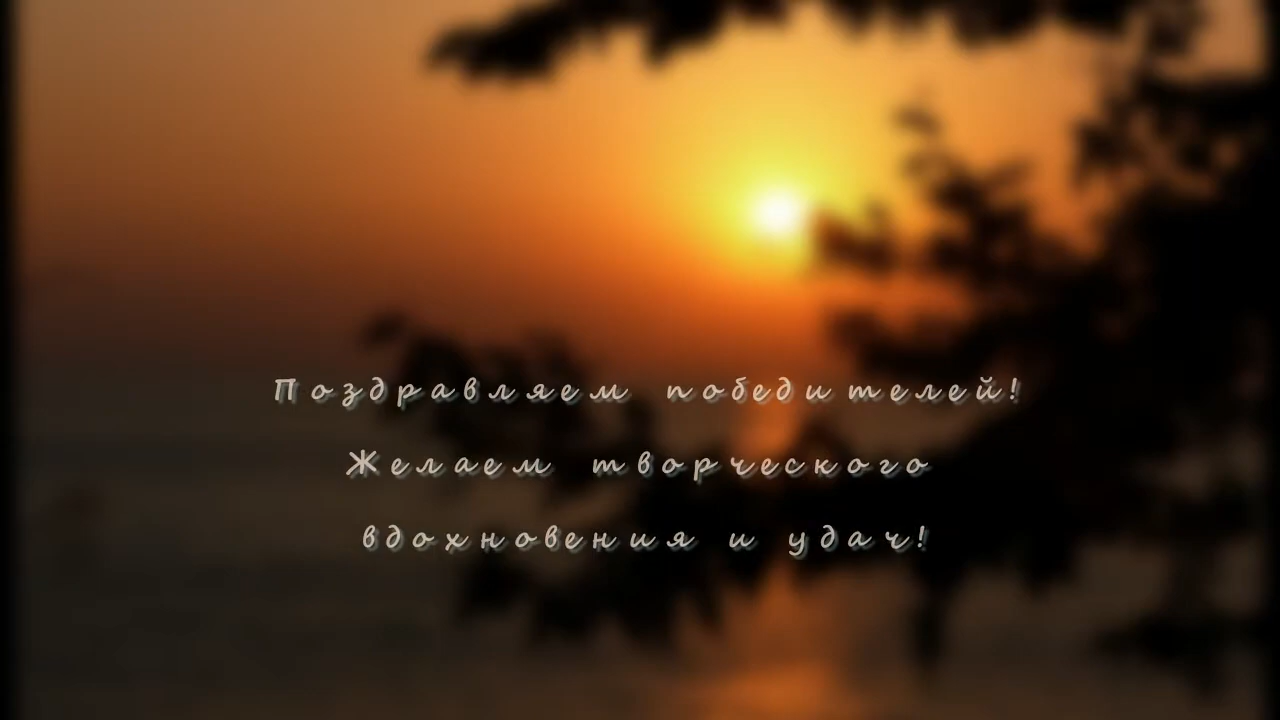 Поздравляем победителей!
Желаем творческого
вдохновения и удач!